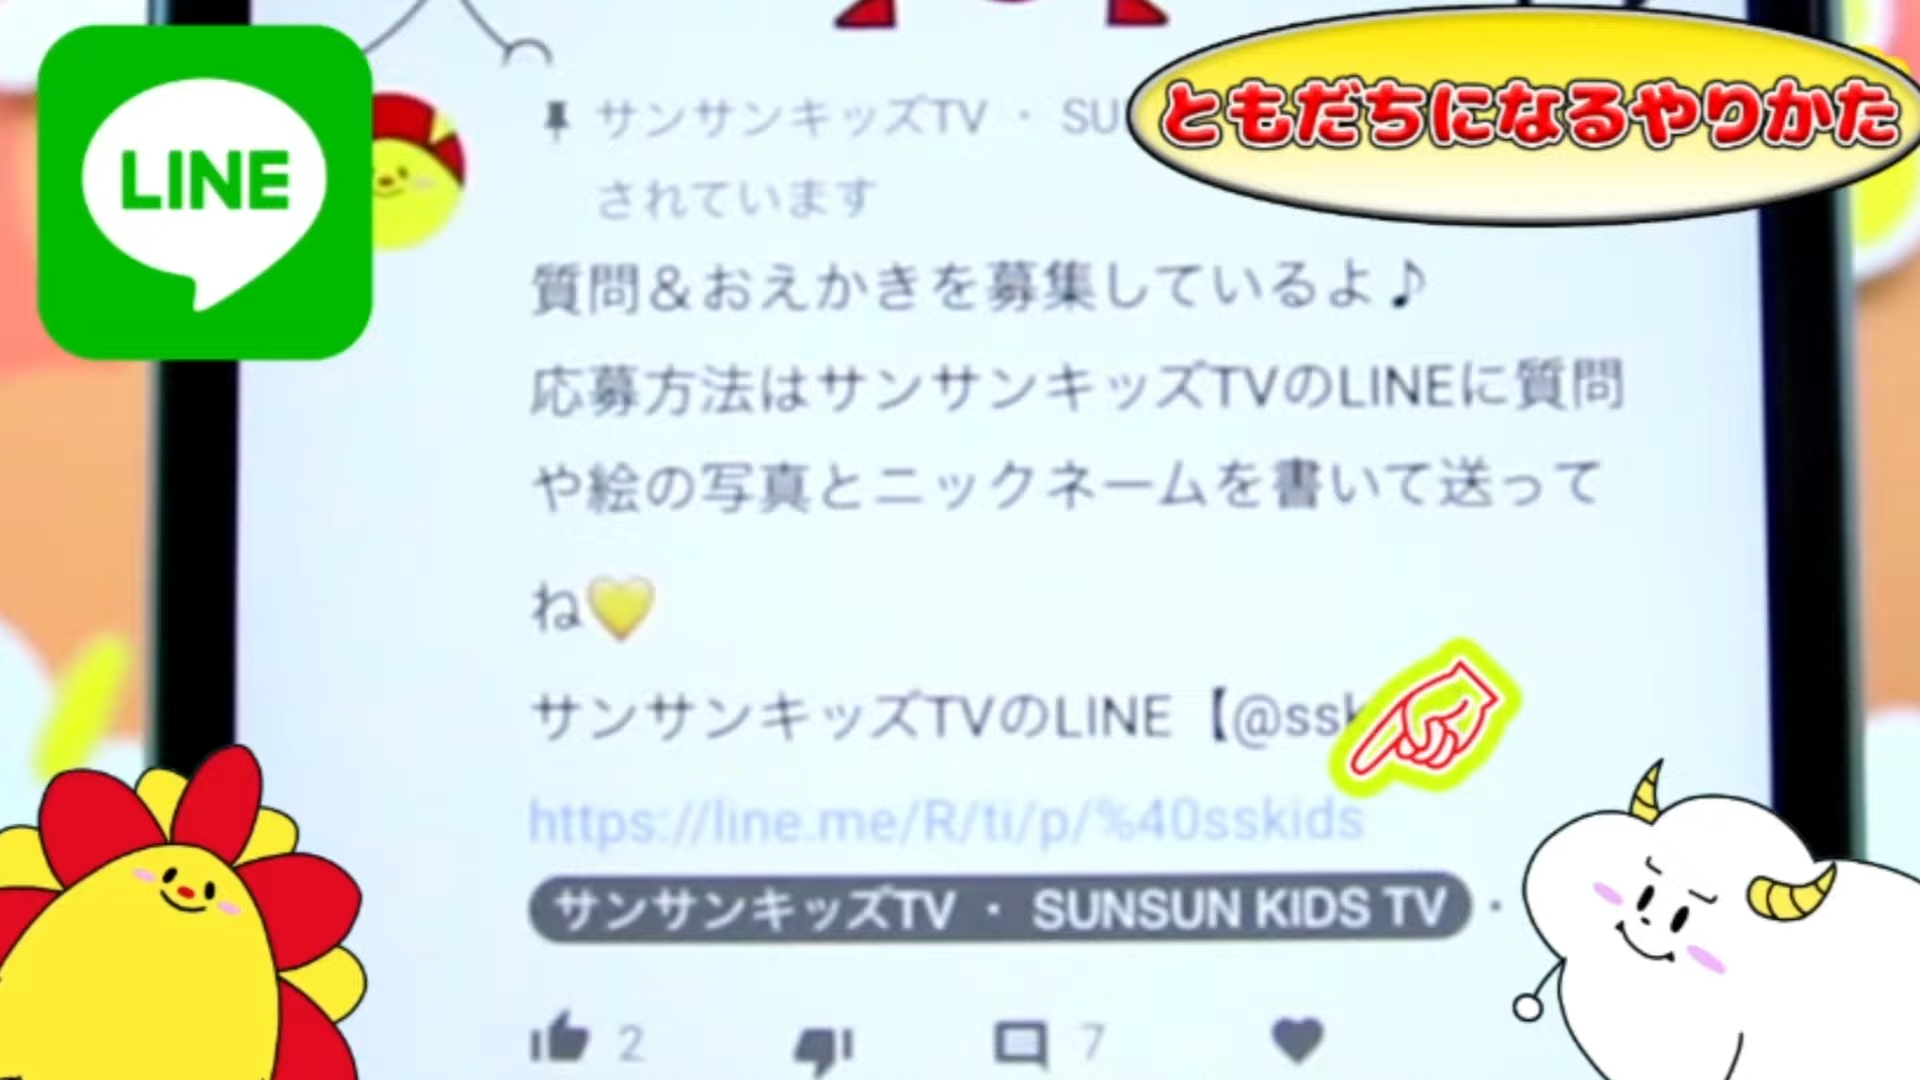 LINE
ともだちになるやりかた
サンサンキッズTV ・ SU
されています
質問&おえかきを募集しているよ♪
応募方法はサンサンキッズTVのLINEに質問
や絵の写真とニックネームを書いて送って
ね💛
サンサンキッズTVのLINE【@ssk
https://line.me/R/ti/p/%40sskids
サンサンキッズTV ・ SUNSUN KIDS TV ・
2
7